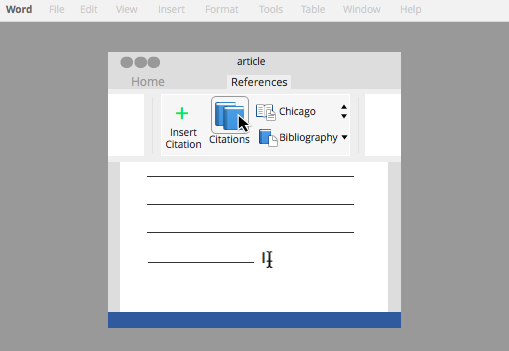 Word File Edit View Insert Format Tools Table Window Help
article
Home References
Insert Citation
Citations
Chicago
Bibliography